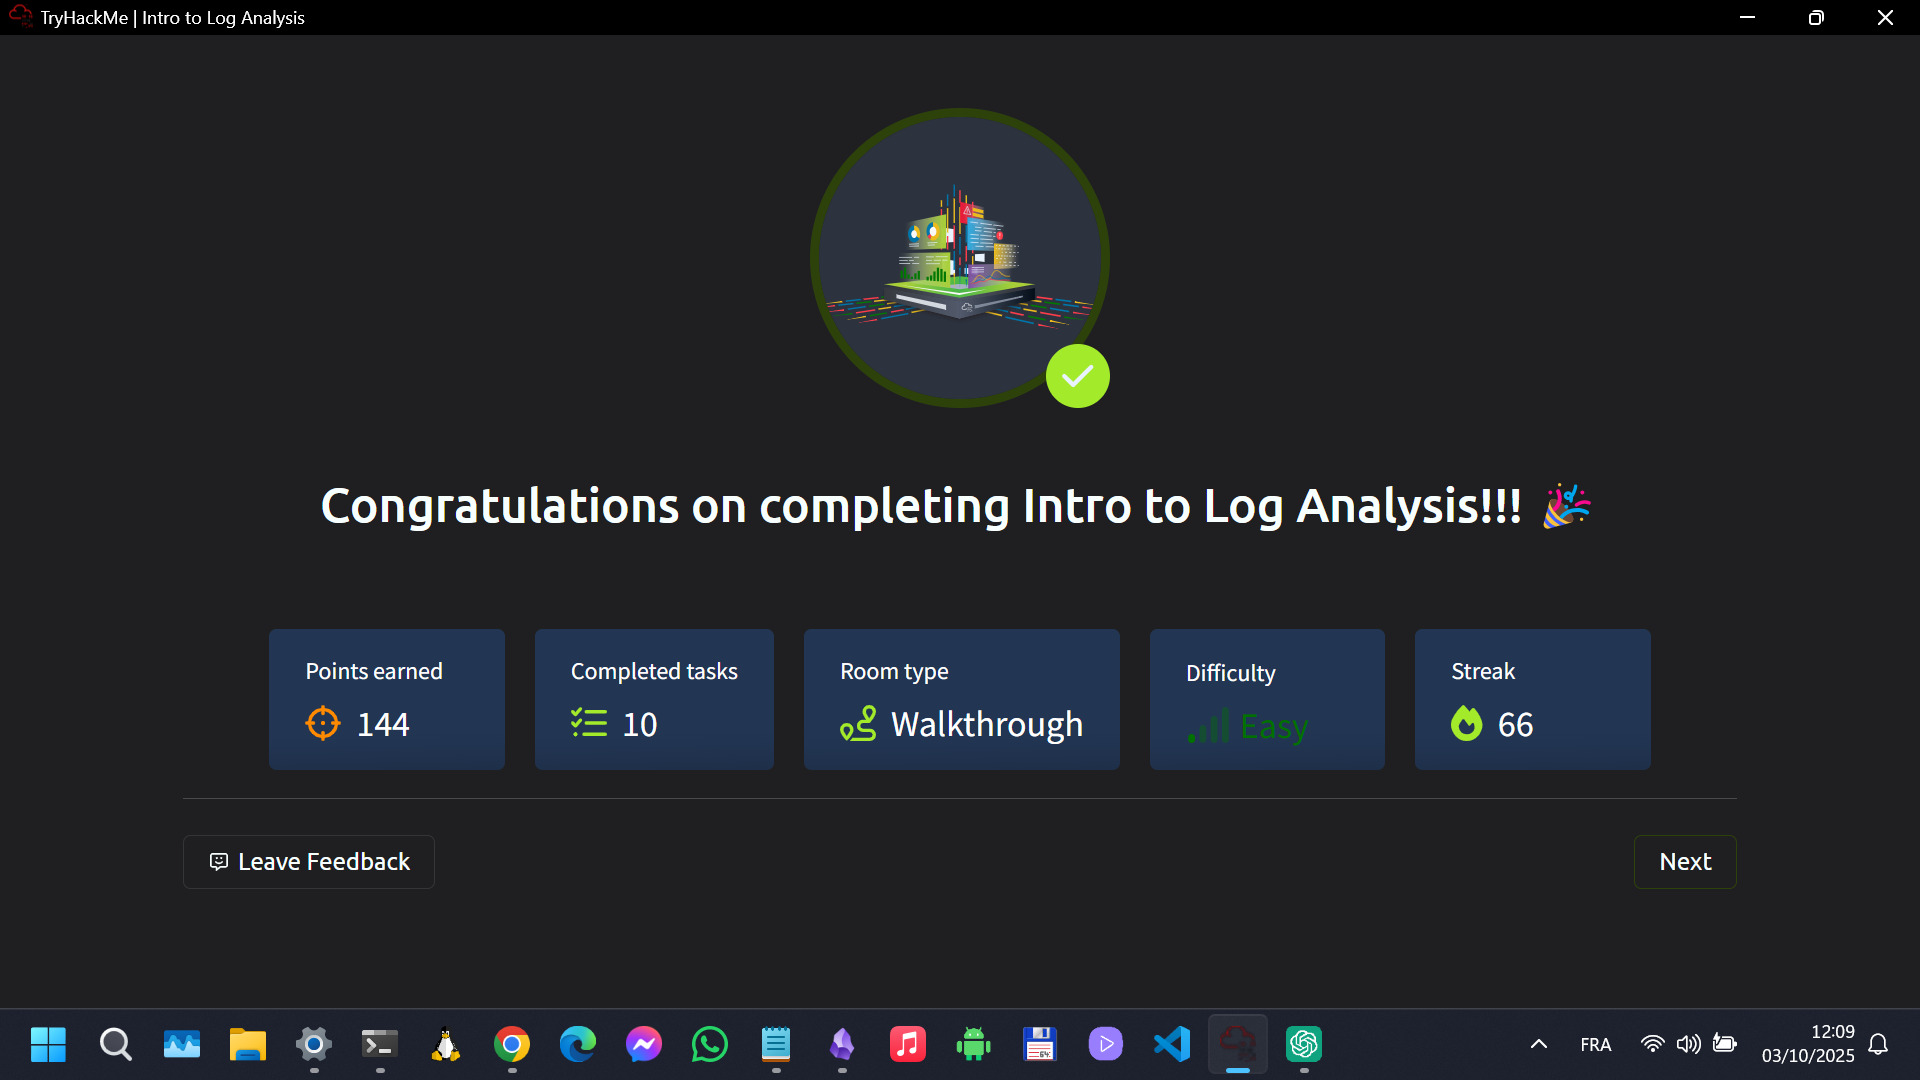 TryHackMe | Intro to Log Analysis
Congratulations on completing Intro to Log Analysis!!! 🎉
Points earned
144
Completed tasks
10
Room type
Walkthrough
Difficulty
Easy
Streak
66
Leave Feedback
Next
64
FRA
12:09
03/10/2025